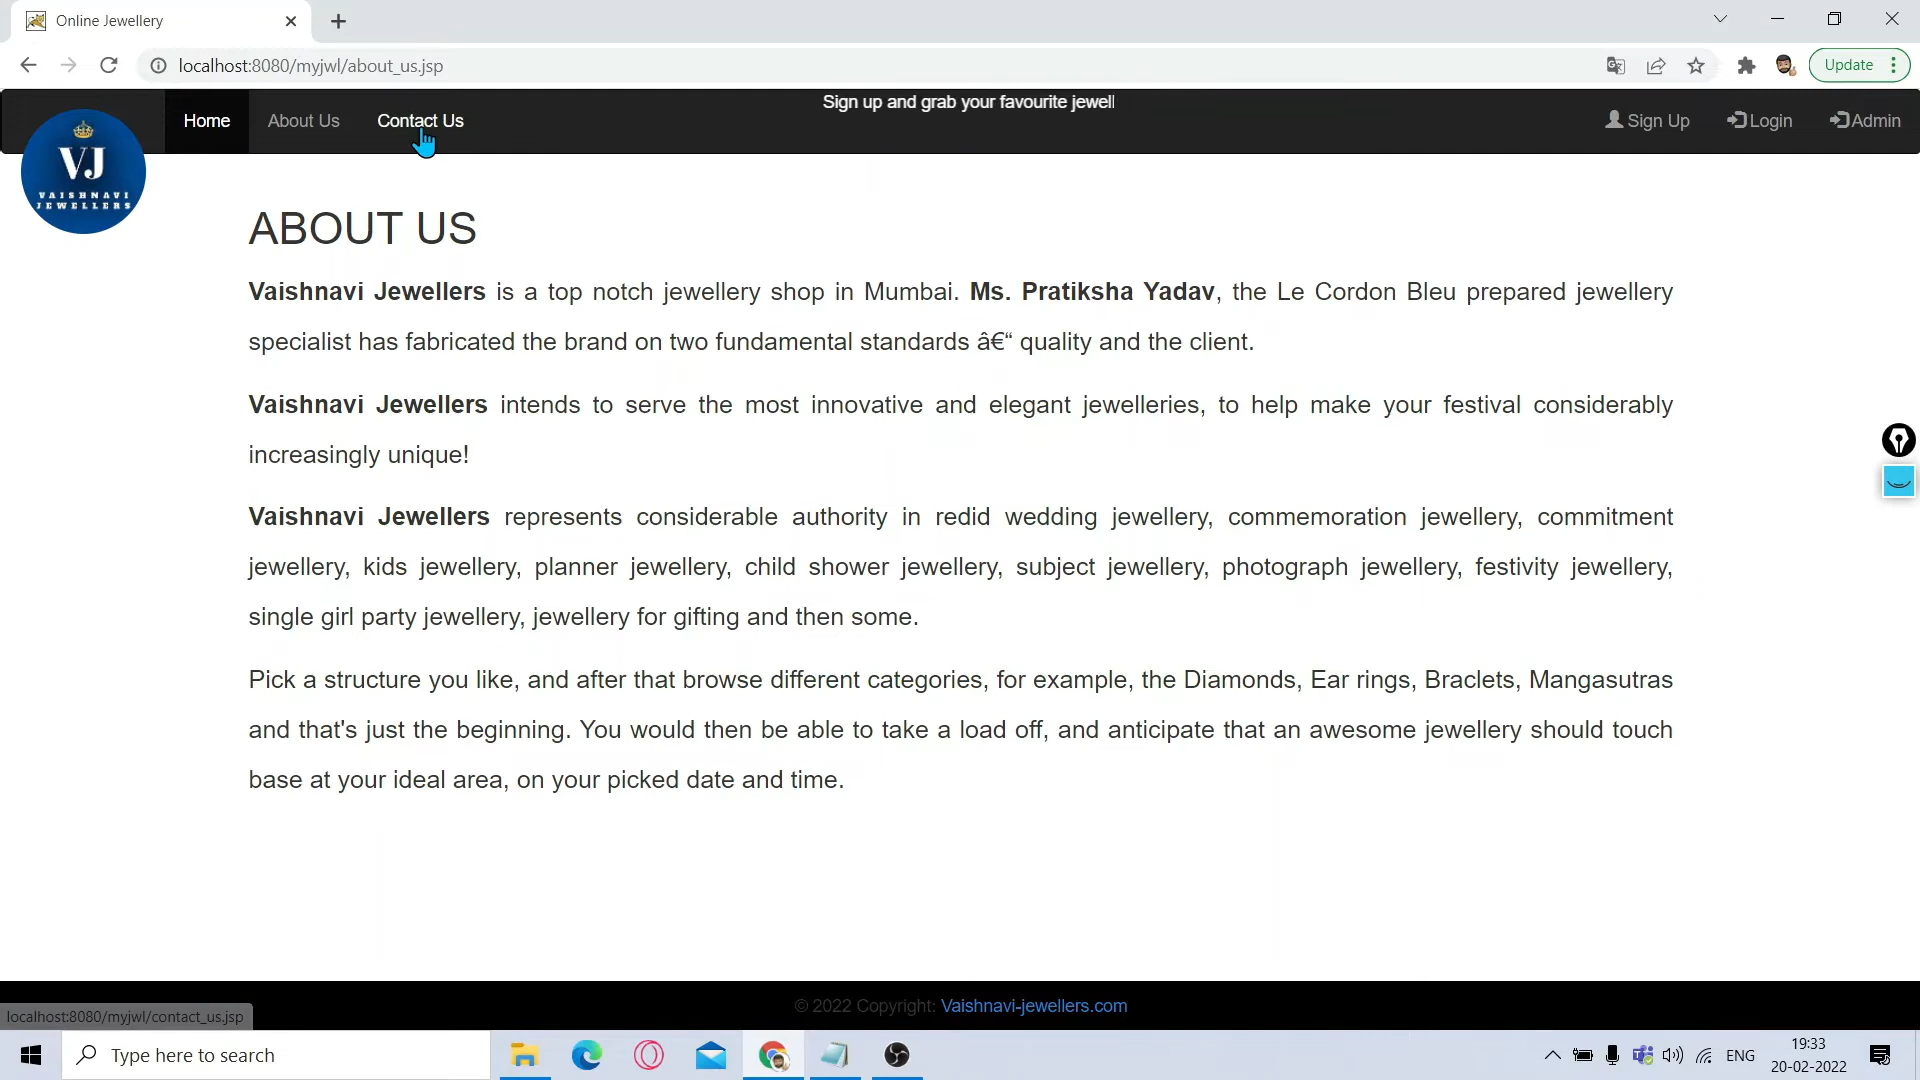 Online Jewellery
localhost:8080/myjwl/about_us.jsp
Update
Sign up and grab your favourite jewell
Home About Us Contact Us Sign Up Login Admin
VJ
VAISHNAVI
JEWELLERS
ABOUT US
Vaishnavi Jewellers is a top notch jewellery shop in Mumbai. Ms. Pratiksha Yadav, the Le Cordon Bleu prepared jewellery
specialist has fabricated the brand on two fundamental standards â€“ quality and the client.
Vaishnavi Jewellers intends to serve the most innovative and elegant jewelleries, to help make your festival considerably
increasingly unique!
Vaishnavi Jewellers represents considerable authority in redid wedding jewellery, commemoration jewellery, commitment
jewellery, kids jewellery, planner jewellery, child shower jewellery, subject jewellery, photograph jewellery, festivity jewellery,
single girl party jewellery, jewellery for gifting and then some.
Pick a structure you like, and after that browse different categories, for example, the Diamonds, Ear rings, Braclets, Mangasutras
and that's just the beginning. You would then be able to take a load off, and anticipate that an awesome jewellery should touch
base at your ideal area, on your picked date and time.
© 2022 Copyright: Vaishnavi-jewellers.com
localhost:8080/myjwl/contact_us.jsp
Type here to search
ENG
19:33
20-02-2022